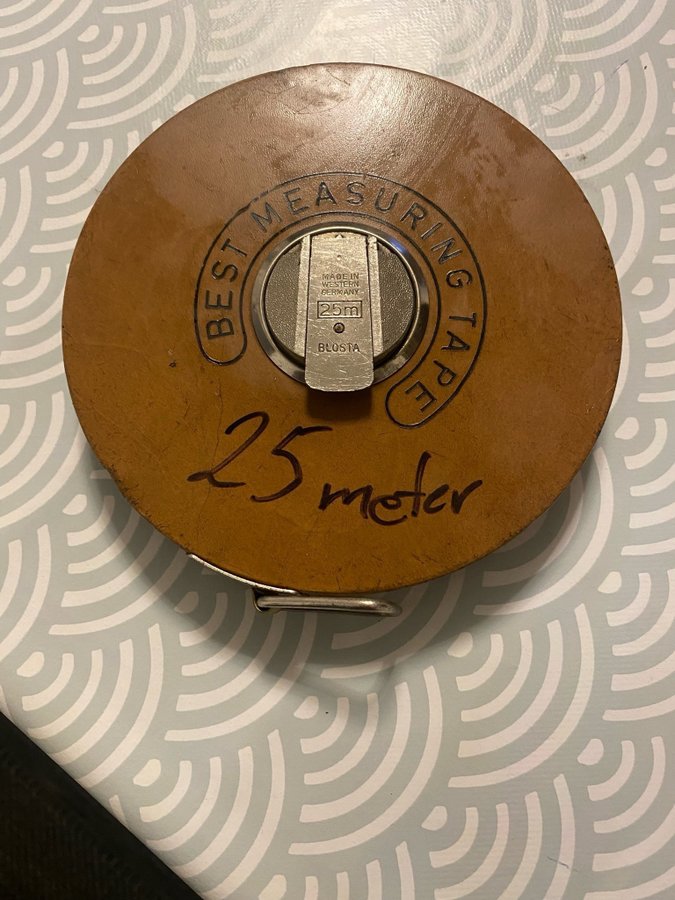 BEST MEASURING TAPE
MADE IN
WESTERN
GERMANY
25m
BLOSTA
25 meter